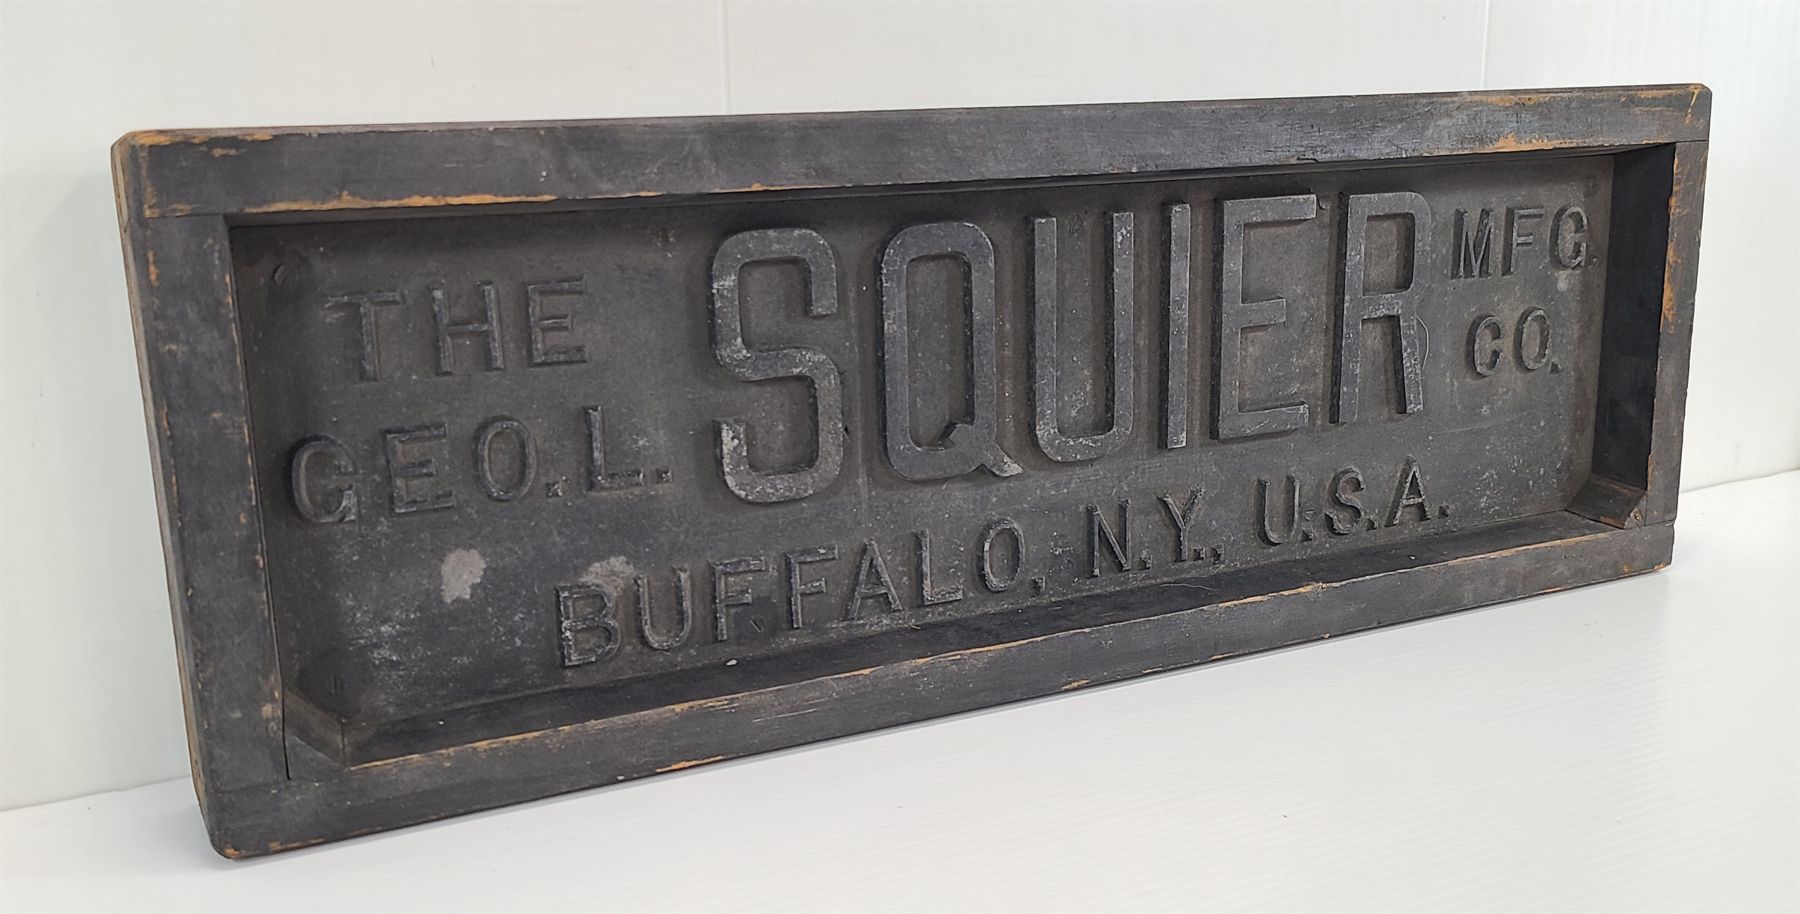 THE
GEO. L. SQUIER MFG.
CO.
BUFFALO, N.Y., U.S.A.